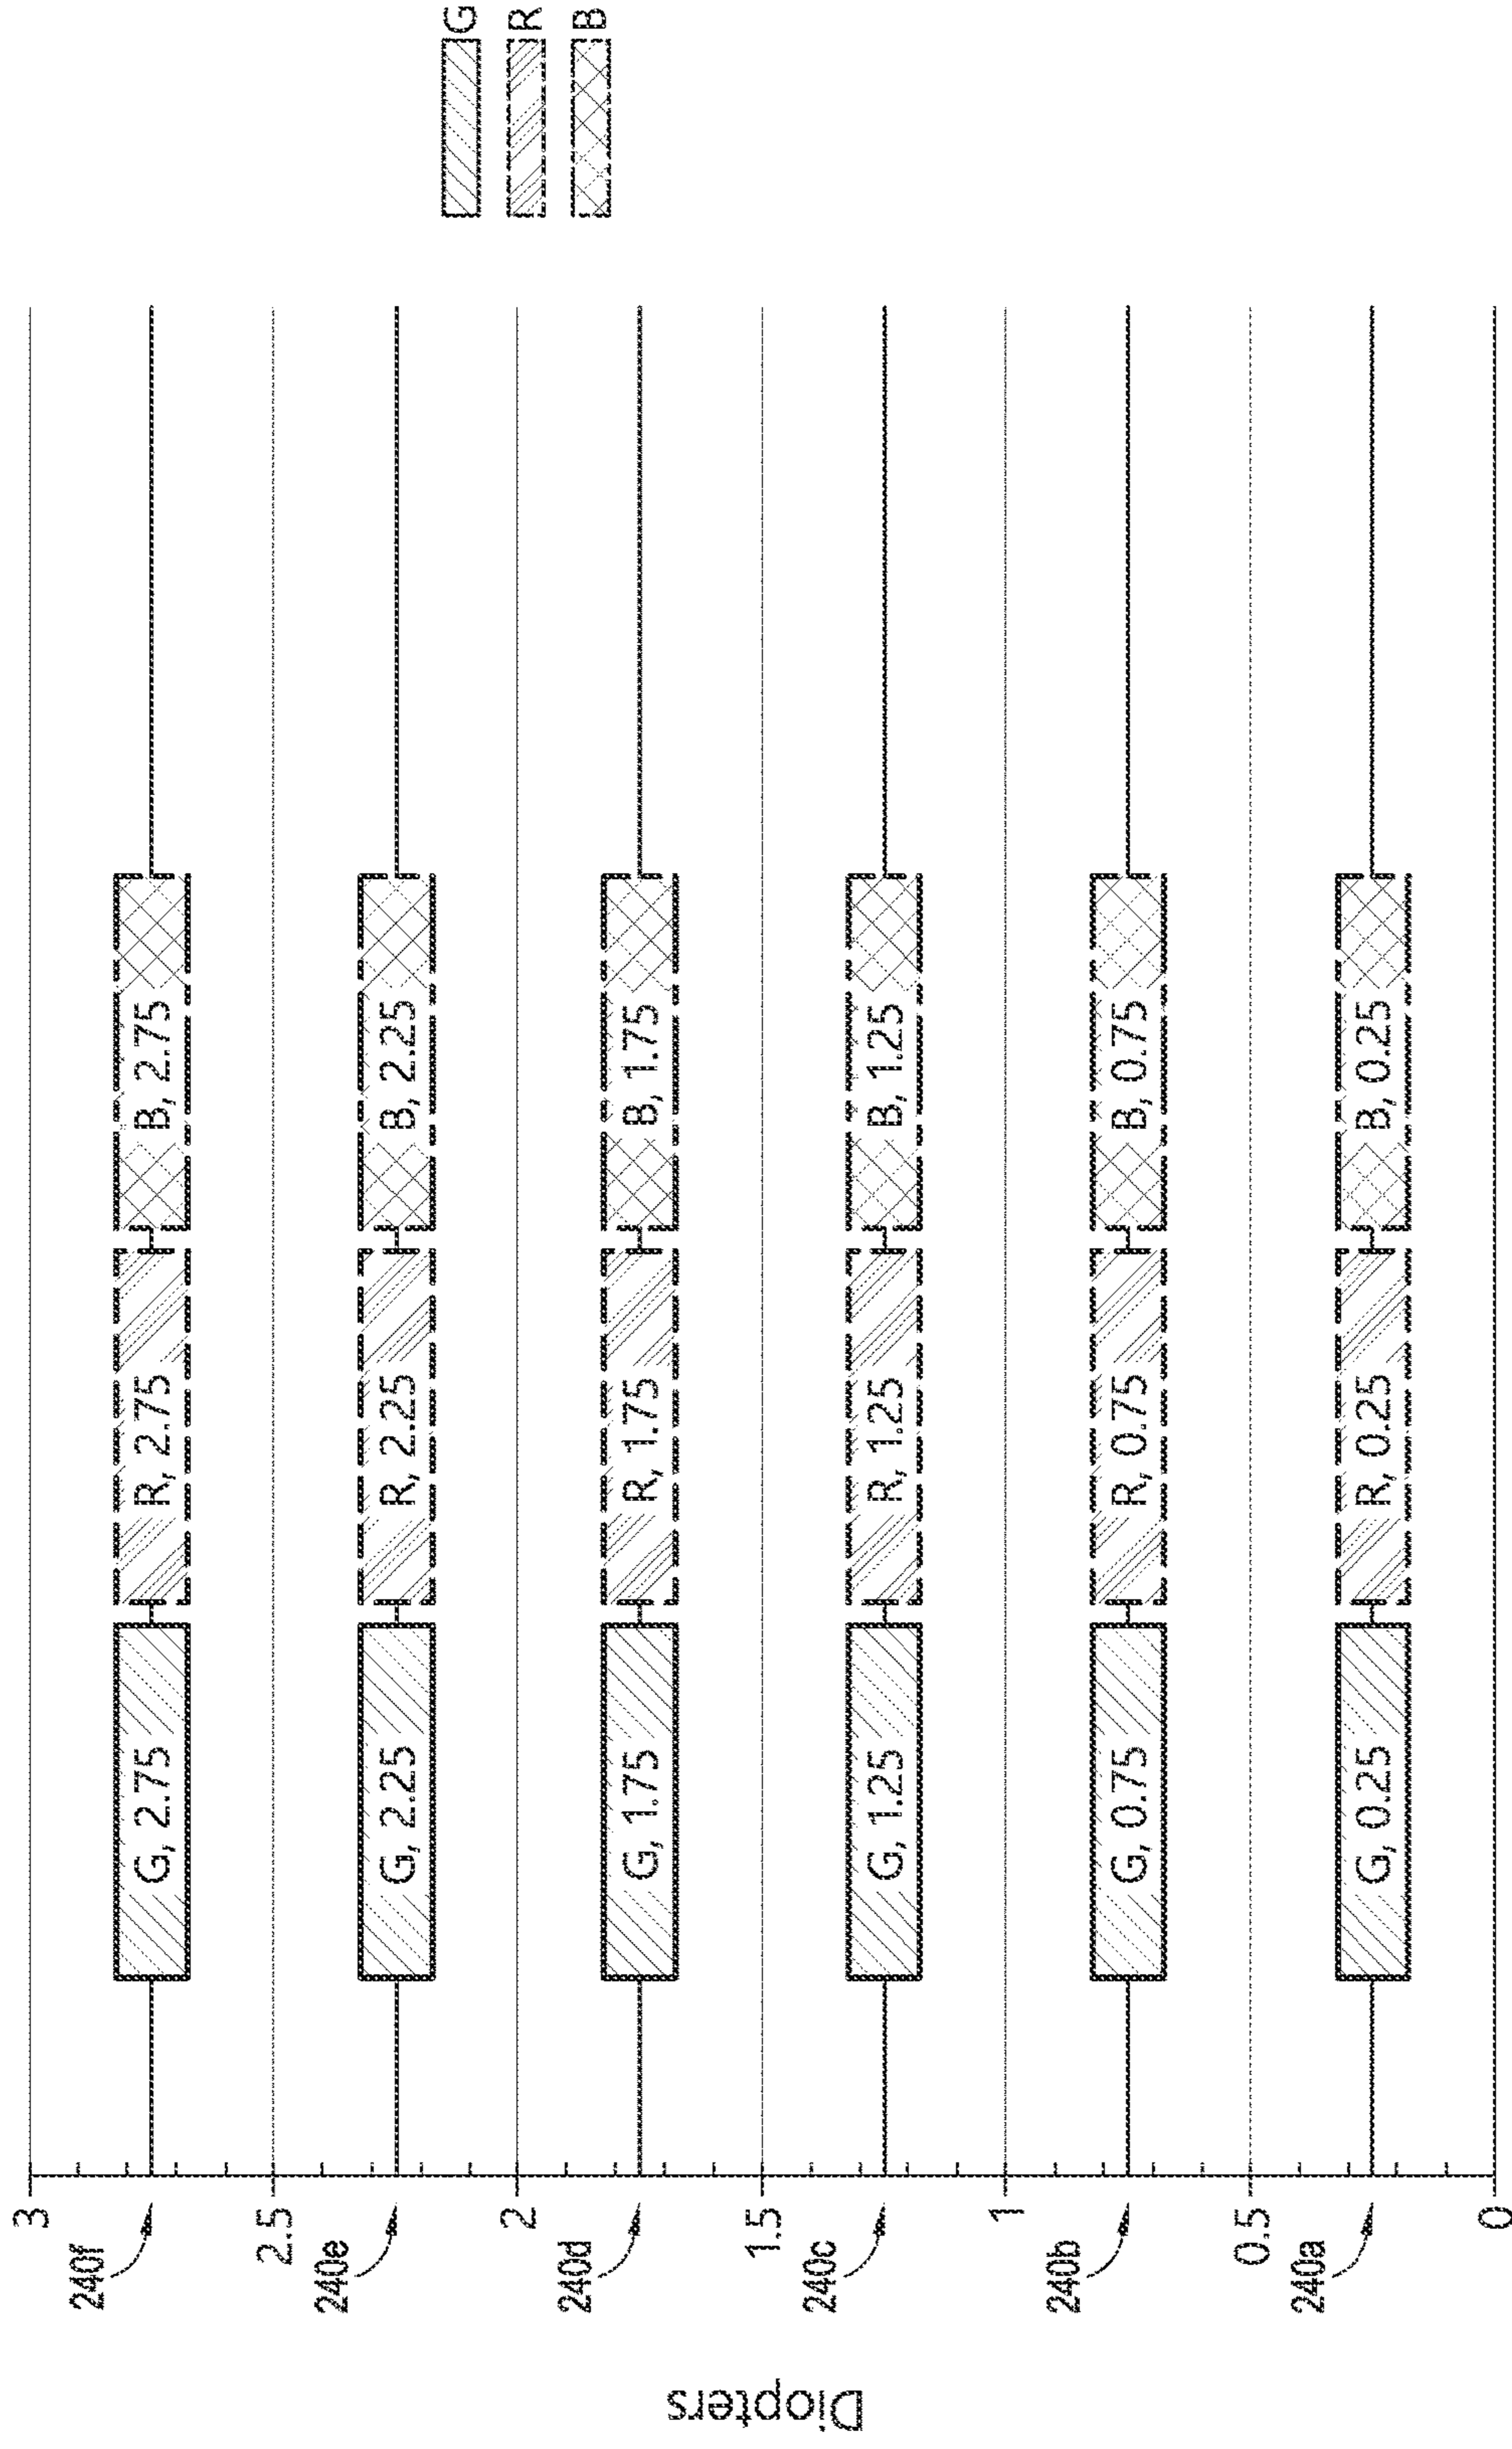 Diopters
3
240f
G, 2.75 R, 2.75 B, 2.75
2.5
240e
G, 2.25 R, 2.25 B, 2.25
2
240d
G, 1.75 R, 1.75 B, 1.75
1.5
240c
G, 1.25 R, 1.25 B, 1.25
1
240b
G, 0.75 R, 0.75 B, 0.75
0.5
240a
G, 0.25 R, 0.25 B, 0.25
0
G
R
B